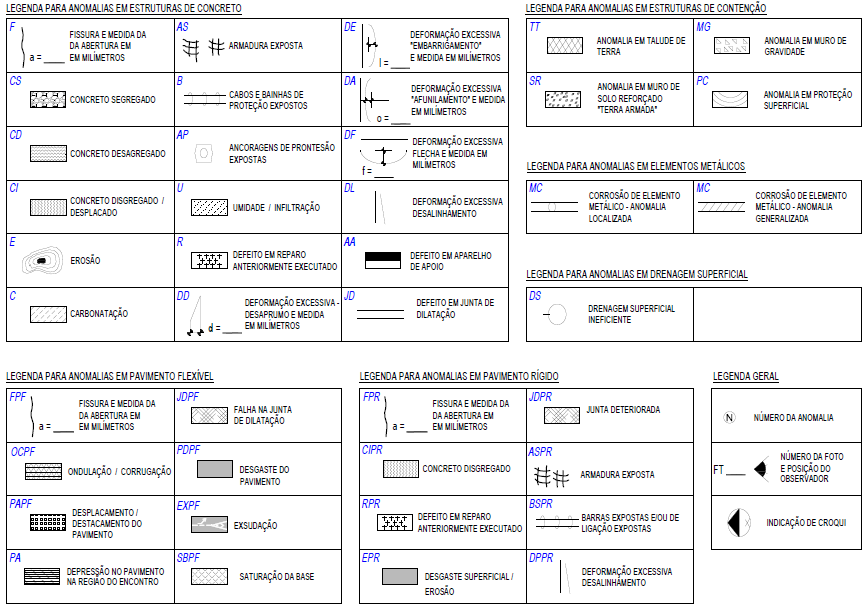 LEGENDA PARA ANOMALIAS EM ESTRUTURAS DE CONCRETO
F
FISSURA E MEDIDA DA
DA ABERTURA EM
EM MILÍMETROS
a = ____
AS
ARMADURA EXPOSTA
DE
DEFORMAÇÃO EXCESSIVA
"EMBARRIGAMENTO"
E MEDIDA EM MILÍMETROS
l = ____
CS
CONCRETO SEGREGADO
B
CABOS E BAINHAS DE
PROTEÇÃO EXPOSTOS
DA
DEFORMAÇÃO EXCESSIVA
"AFUNILAMENTO" E MEDIDA
EM MILÍMETROS
o = ____
CD
CONCRETO DESAGREGADO
AP
ANCORAGENS DE PRONTESÃO
EXPOSTAS
DF
DEFORMAÇÃO EXCESSIVA
FLECHA E MEDIDA EM
MILÍMETROS
f = ____
CI
CONCRETO DISGREGADO /
DESPLACADO
U
UMIDADE / INFILTRAÇÃO
DL
DEFORMAÇÃO EXCESSIVA
DESALINHAMENTO
E
EROSÃO
R
DEFEITO EM REPARO
ANTERIORMENTE EXECUTADO
AA
DEFEITO EM APARELHO
DE APOIO
C
CARBONATAÇÃO
DD
DEFORMAÇÃO EXCESSIVA -
DESAPRUMO E MEDIDA
EM MILÍMETROS
d = ____
JD
DEFEITO EM JUNTA DE
DILATAÇÃO
LEGENDA PARA ANOMALIAS EM ESTRUTURAS DE CONTENÇÃO
TT
ANOMALIA EM TALUDE DE
TERRA
MG
ANOMALIA EM MURO DE
GRAVIDADE
SR
ANOMALIA EM MURO DE
SOLO REFORÇADO
"TERRA ARMADA"
PC
ANOMALIA EM PROTEÇÃO
SUPERFICIAL
LEGENDA PARA ANOMALIAS EM ELEMENTOS METÁLICOS
MC
CORROSÃO DE ELEMENTO
METÁLICO - ANOMALIA
LOCALIZADA
MC
CORROSÃO DE ELEMENTO
METÁLICO - ANOMALIA
GENERALIZADA
LEGENDA PARA ANOMALIAS EM DRENAGEM SUPERFICIAL
DS
DRENAGEM SUPERFICIAL
INEFICIENTE
LEGENDA PARA ANOMALIAS EM PAVIMENTO FLEXÍVEL
FPF
FISSURA E MEDIDA DA
DA ABERTURA EM
EM MILÍMETROS
a = ____
JDPF
FALHA NA JUNTA
DE DILATAÇÃO
OCPF
ONDULAÇÃO / CORRUGAÇÃO
PDPF
DESGASTE DO
PAVIMENTO
PAPF
DESPLACAMENTO /
DESTACAMENTO DO
PAVIMENTO
EXPF
EXSUDAÇÃO
PA
DEPRESSÃO NO PAVIMENTO
NA REGIÃO DO ENCONTRO
SBPF
SATURAÇÃO DA BASE
LEGENDA PARA ANOMALIAS EM PAVIMENTO RÍGIDO
FPR
FISSURA E MEDIDA DA
DA ABERTURA EM
EM MILÍMETROS
a = ____
JDPR
JUNTA DETERIORADA
CIPR
CONCRETO DISGREGADO
ASPR
ARMADURA EXPOSTA
RPR
DEFEITO EM REPARO
ANTERIORMENTE EXECUTADO
BSPR
BARRAS EXPOSTAS E/OU DE
LIGAÇÃO EXPOSTAS
EPR
DESGASTE SUPERFICIAL /
EROSÃO
DPPR
DEFORMAÇÃO EXCESSIVA
DESALINHAMENTO
LEGENDA GERAL
N
NÚMERO DA ANOMALIA
FT ____
NÚMERO DA FOTO
E POSIÇÃO DO
OBSERVADOR
X
INDICAÇÃO DE CROQUI